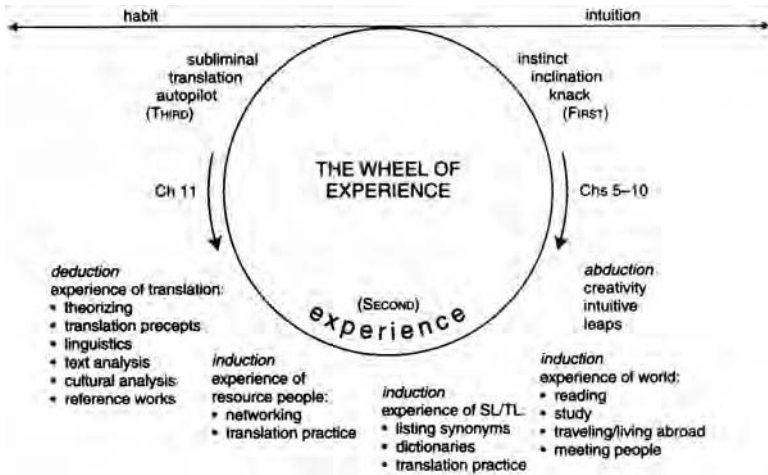 habit
intuition
subliminal
translation
autopilot
(THIRD)
instinct
inclination
knack
(FIRST)
THE WHEEL OF
EXPERIENCE
Ch 11
Chs 5–10
(SECOND)
experience
deduction
experience of translation:
• theorizing
• translation precepts
• linguistics
• text analysis
• cultural analysis
• reference works
induction
experience of
resource people:
• networking
• translation practice
induction
experience of SL/TL:
• listing synonyms
• dictionaries
• translation practice
abduction
creativity
intuitive
leaps
induction
experience of world:
• reading
• study
• traveling/living abroad
• meeting people